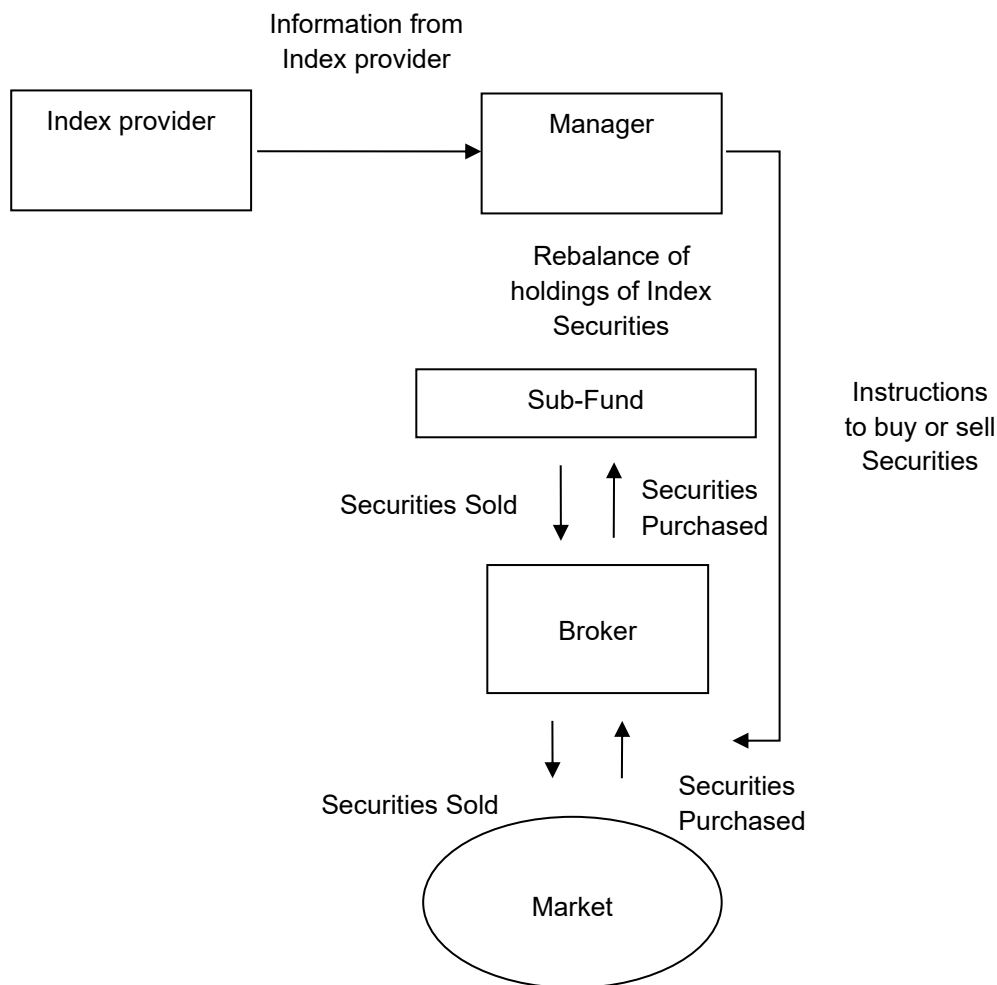 Information from
Index provider
Index provider
Manager
Rebalance of
holdings of Index
Securities
Sub-Fund
Instructions
to buy or sell
Securities
Securities Sold
Securities
Purchased
Broker
Securities Sold
Securities
Purchased
Market